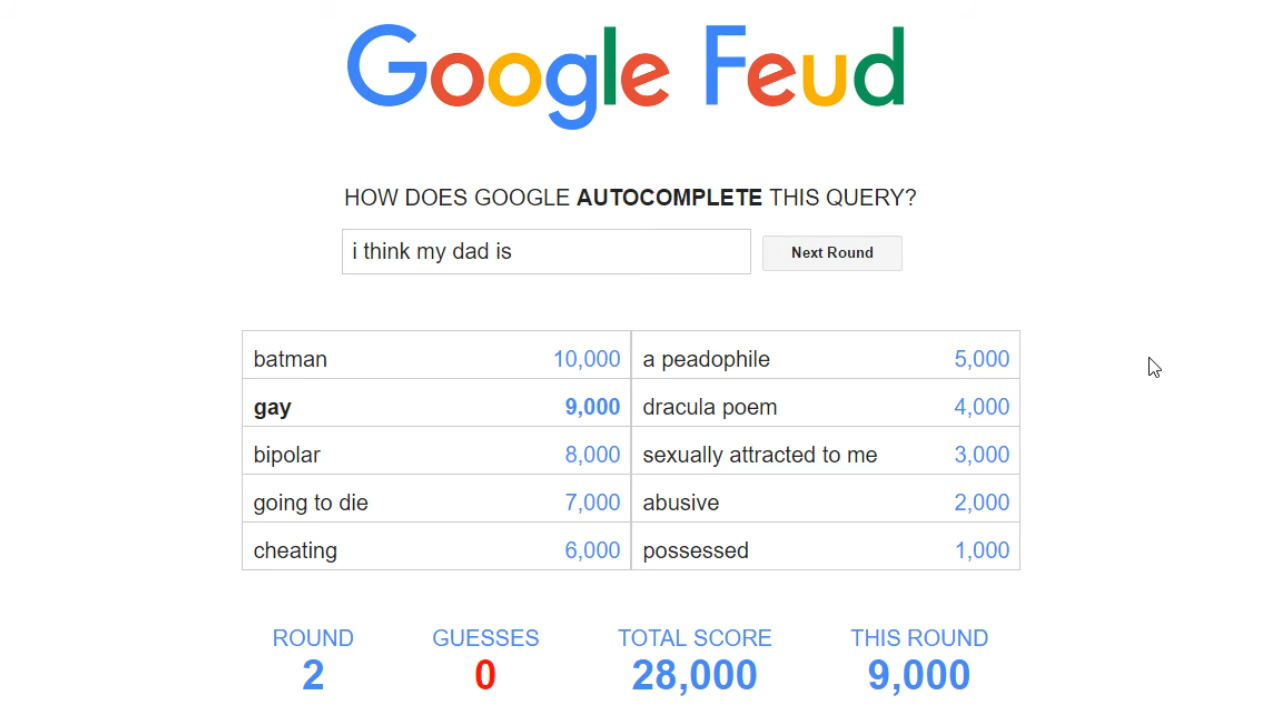 Google Feud
HOW DOES GOOGLE AUTOCOMPLETE THIS QUERY?
i think my dad is
Next Round
batman 10,000
gay 9,000
bipolar 8,000
going to die 7,000
cheating 6,000
a peadophile 5,000
dracula poem 4,000
sexually attracted to me 3,000
abusive 2,000
possessed 1,000
ROUND GUESSES TOTAL SCORE THIS ROUND
2 0 28,000 9,000